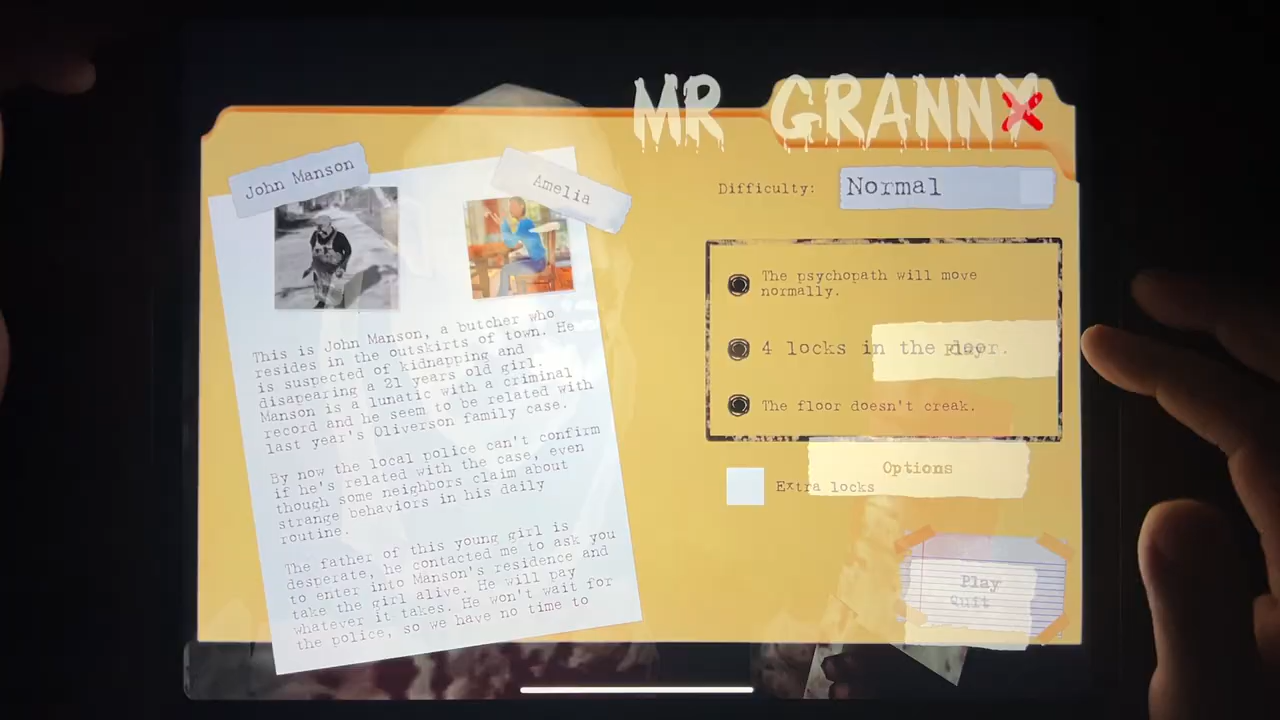 MR GRANNY
John Manson
Amelia
This is John Manson, a butcher who
resides in the outskirts of town. He
is suspected of kidnapping and
disapearing a 21 years old girl.
Manson is a lunatic with a criminal
record and he seem to be related with
last year's Oliverson family case.
By now the local police can't confirm
if he's related with the case, even
though some neighbors claim about
strange behaviors in his daily
routine.
The father of this young girl is
desperate, he contacted me to ask you
to enter into Manson's residence and
take the girl alive. He will pay
whatever it takes. He won't wait for
the police, so we have no time to
Difficulty: Normal
The psychopath will move
normally.
4 locks in the door.
Play
The floor doesn't creak.
Options
Extra locks
Play
Quit